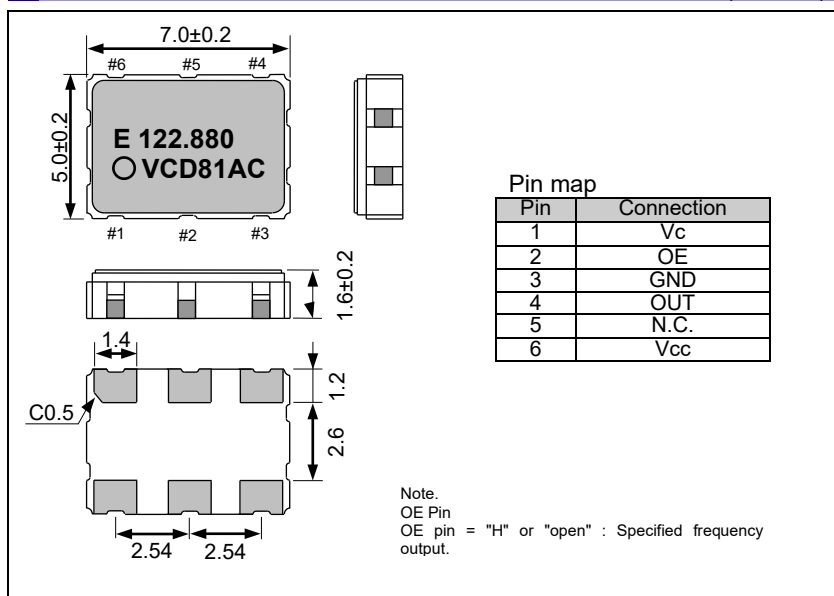 7.0±0.2
#6 #5 #4
5.0±0.2
E 122.880
VCD81AC
#1 #2 #3
1.6±0.2
1.4
1.2
C0.5
2.6
2.54 2.54
Pin map
Pin Connection
1 Vc
2 OE
3 GND
4 OUT
5 N.C.
6 Vcc
Note.
OE Pin
OE pin = "H" or "open" : Specified frequency
output.